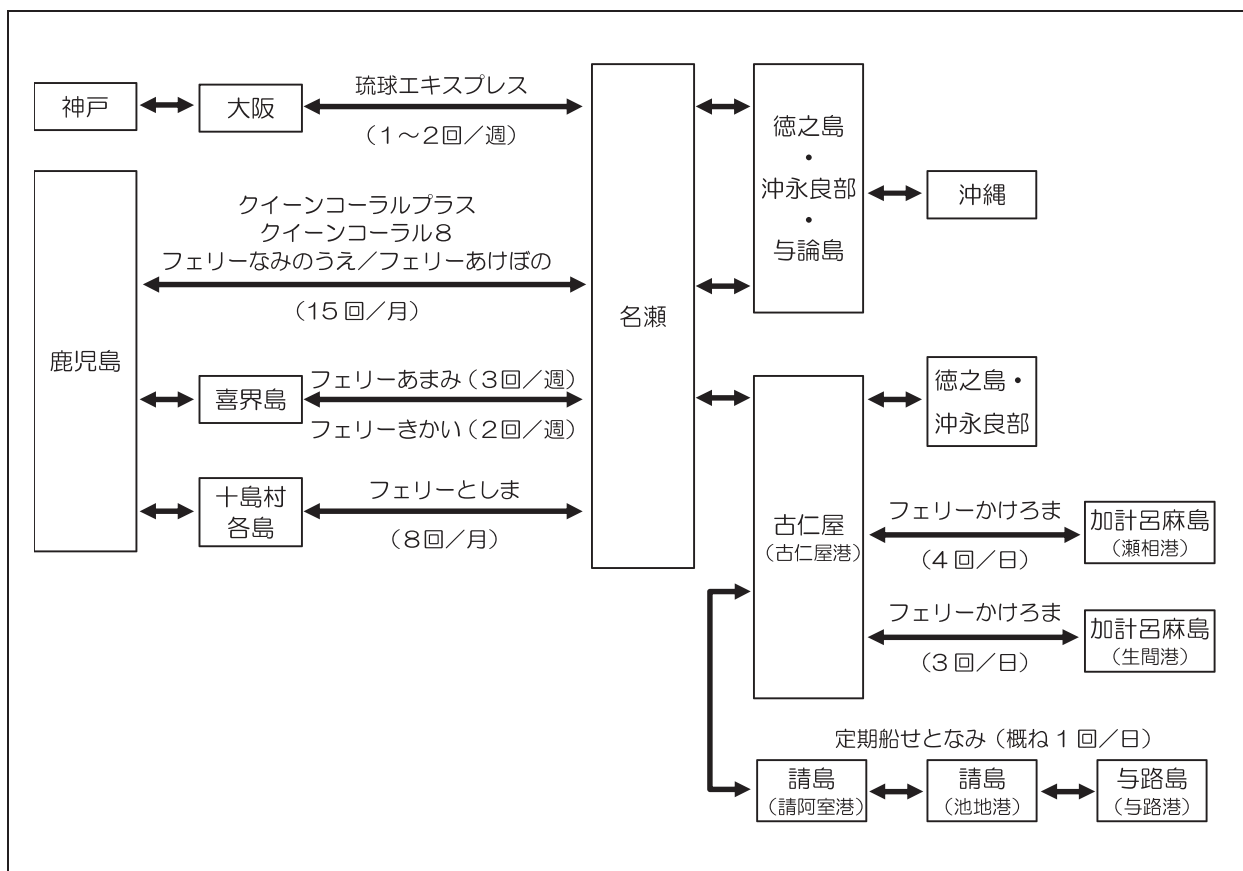 神戸
大阪
琉球エキスプレス
（1～2回／週）
鹿児島
クイーンコーラルプラス
クイーンコーラル8
フェリーなみのうえ／フェリーあけぼの
（15回／月）
喜界島
フェリーあまみ（3回／週）
フェリーきかい（2回／週）
十島村
各島
フェリーとしま
（8回／月）
名瀬
徳之島
・
沖永良部
・
与論島
沖縄
古仁屋
（古仁屋港）
徳之島・
沖永良部
フェリーかけろま
（4回／日）
加計呂麻島
（瀬相港）
フェリーかけろま
（3回／日）
加計呂麻島
（生間港）
定期船せとなみ（概ね1回／日）
請島
（請阿室港）
請島
（池地港）
与路島
（与路港）